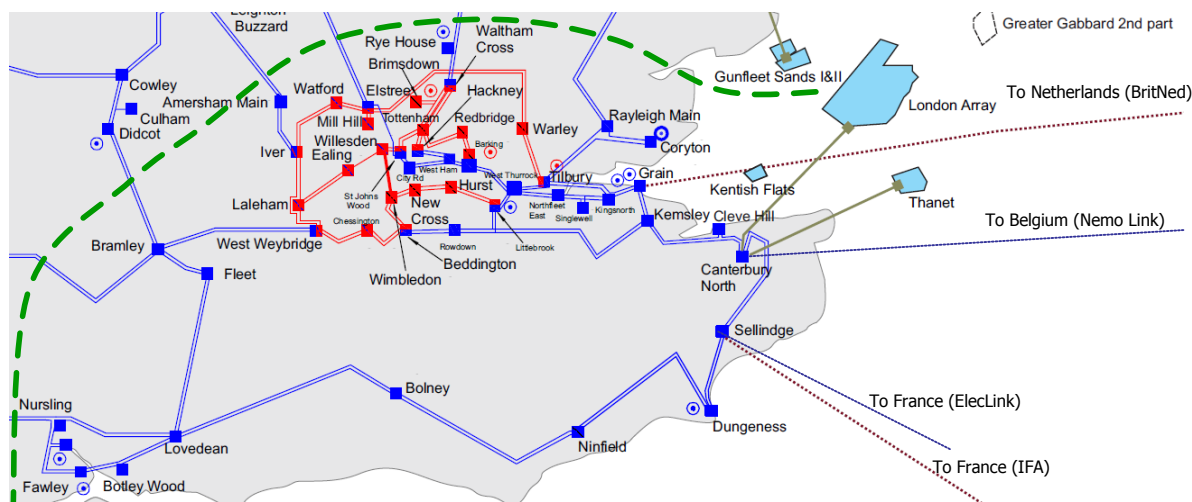 Leighton
Buzzard
Rye House
Waltham
Cross
Greater Gabbard 2nd part
Brimsdown
Gunfleet Sands I&II
Cowley
Watford
Elstree
Hackney
London Array
To Netherlands (BritNed)
Amersham Main
Culham
Mill Hill
Tottenham
Redbridge
Rayleigh Main
Didcot
Willesden
Warley
Coryton
Iver
Ealing
Barking
City Rd
West Ham
West Thurrock
Tilbury
Grain
Kentish Flats
St Johns
Wood
Hurst
Northfleet
East
Singlewell
Kingsnorth
Thanet
Laleham
New
Cross
Chessington
Kemsley
Cleve Hill
To Belgium (Nemo Link)
Bramley
West Weybridge
Rowdown
Littlebrook
Beddington
Fleet
Wimbledon
Canterbury
North
Sellindge
Bolney
Nursling
To France (ElecLink)
Dungeness
Lovedean
Ninfield
To France (IFA)
Fawley
Botley Wood